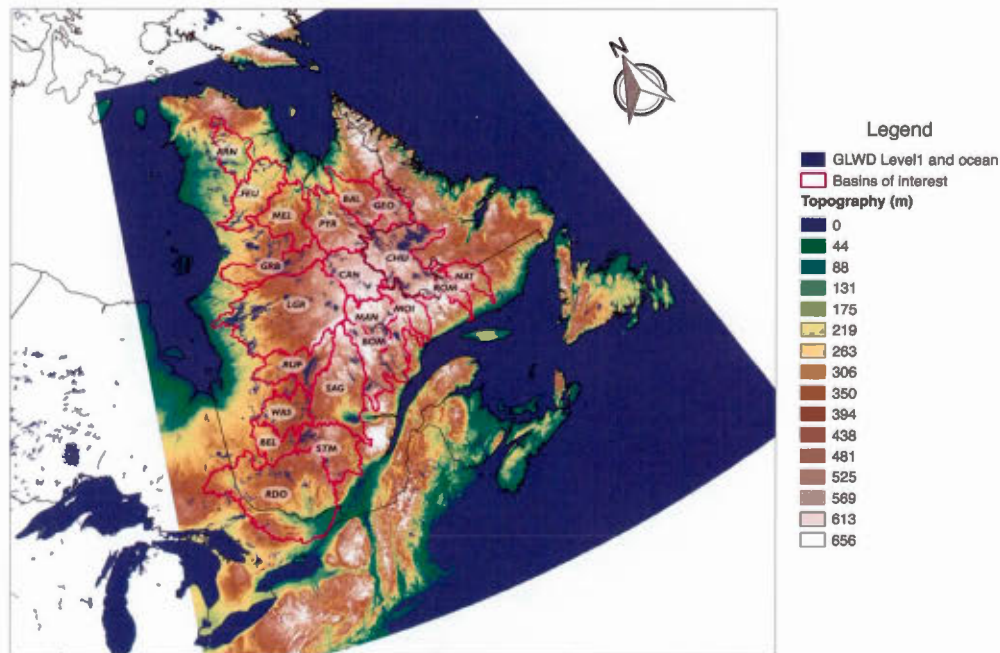 N
Legend
GLWD Level1 and ocean
Basins of interest
Topography (m)
0
44
88
131
175
219
263
306
350
394
438
481
525
569
613
656
ARN
FEU
MEL
BAL
GEO
PYR
GRB
CAN
CHU
NAT
ROM
LGR
MAN
MOI
BOM
RUP
SAG
WAS
BEL
STM
RDO